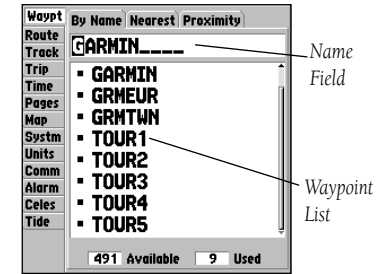 Waypt
Route
Track
Trip
Time
Pages
Map
Systm
Units
Comm
Alarm
Celes
Tide
By Name Nearest Proximity
GARMIN____
GARMIN
GRMEUR
GRMTWN
TOUR1
TOUR2
TOUR3
TOUR4
TOUR5
491 Available 9 Used
Name
Field
Waypoint
List